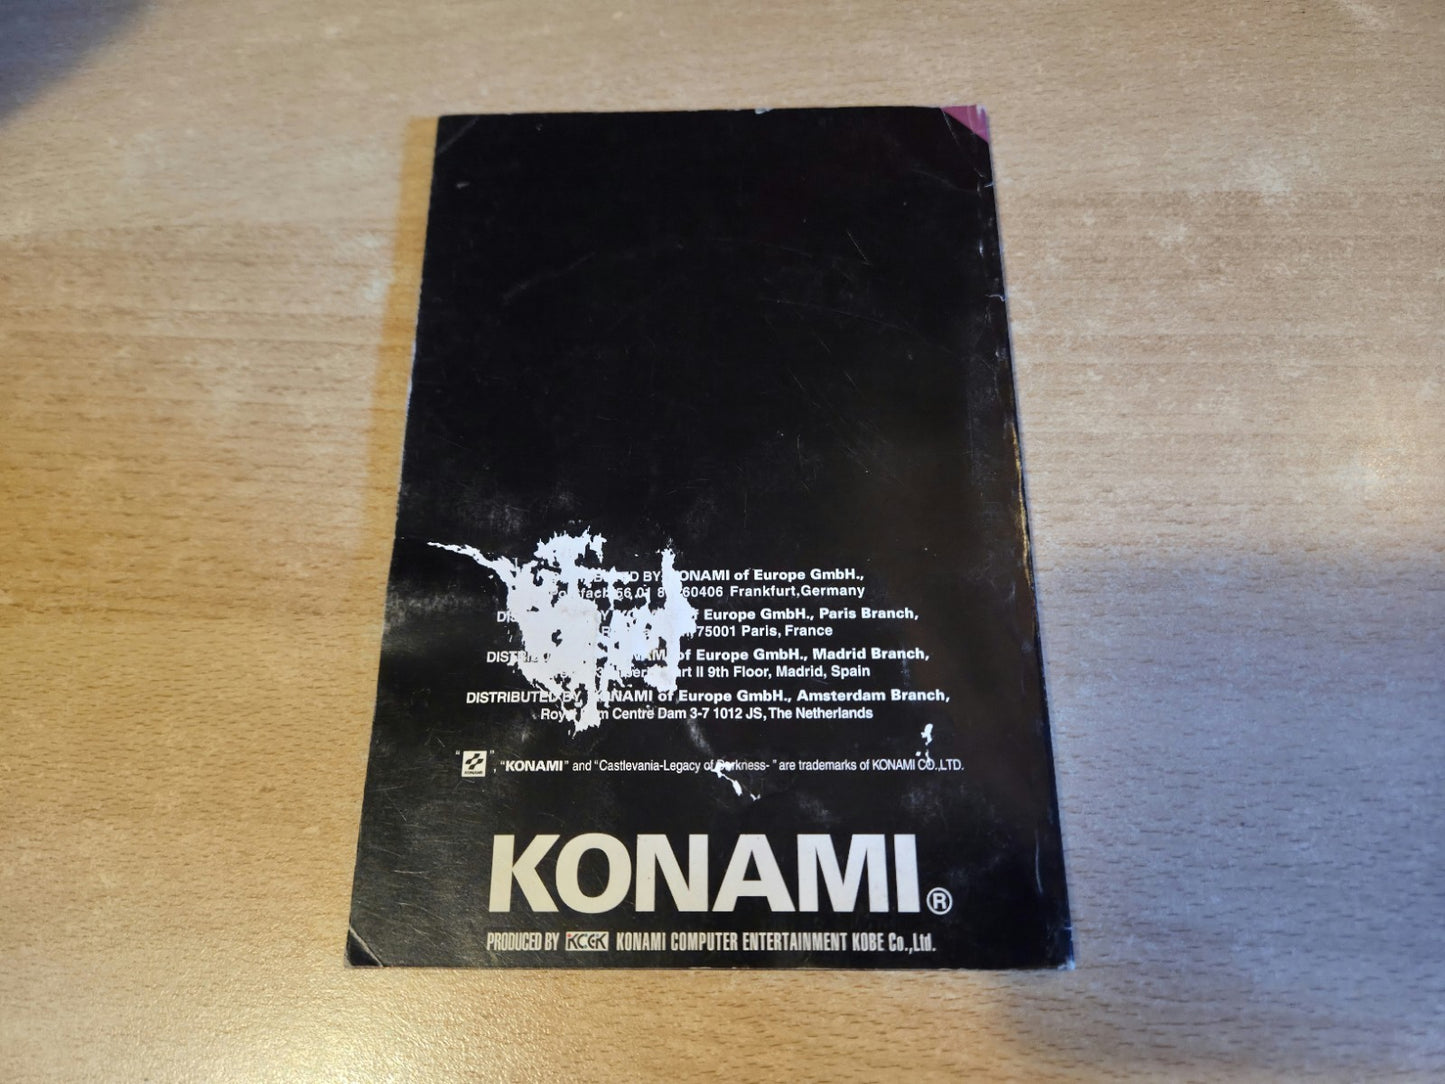 BY KONAMI of Europe GmbH.,
60406 Frankfurt, Germany
of Europe GmbH., Paris Branch,
75001 Paris, France
of Europe GmbH., Madrid Branch,
II 9th Floor, Madrid, Spain
DISTRIBUTED BY KONAMI of Europe GmbH., Amsterdam Branch,
Centre Dam 3-7 1012 JS, The Netherlands
KONAMI
“ ”, “KONAMI” and “Castlevania-Legacy of Darkness- ” are trademarks of KONAMI CO.,LTD.
KONAMI®
PRODUCED BY KCEK KONAMI COMPUTER ENTERTAINMENT KOBE Co.,Ltd.